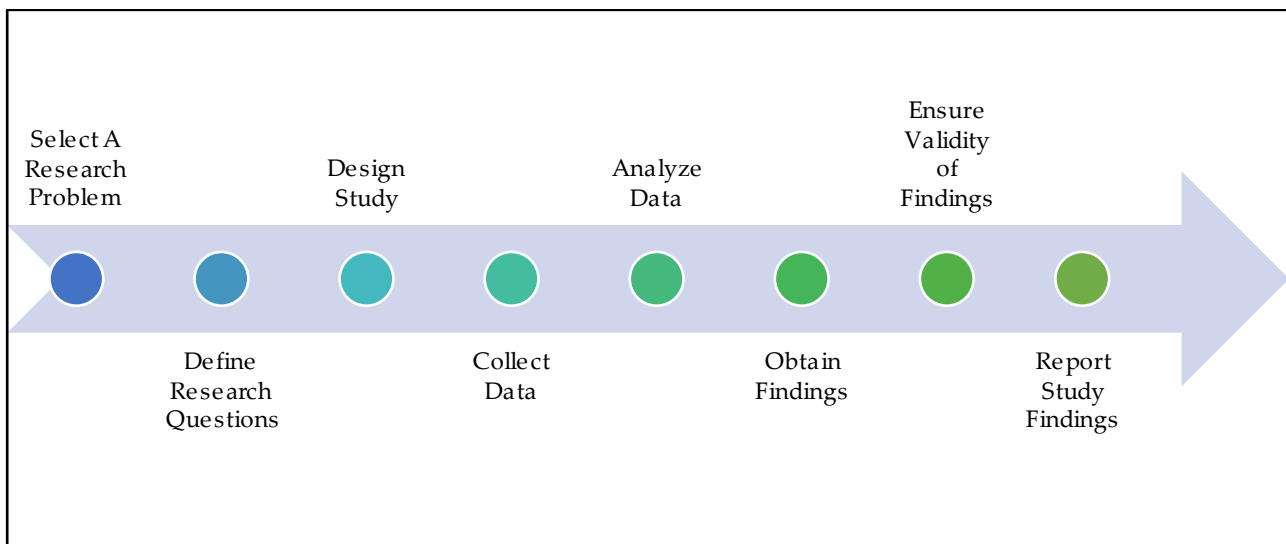 Select A
Research
Problem
Define
Research
Questions
Design
Study
Collect
Data
Analyze
Data
Obtain
Findings
Ensure
Validity
of
Findings
Report
Study
Findings